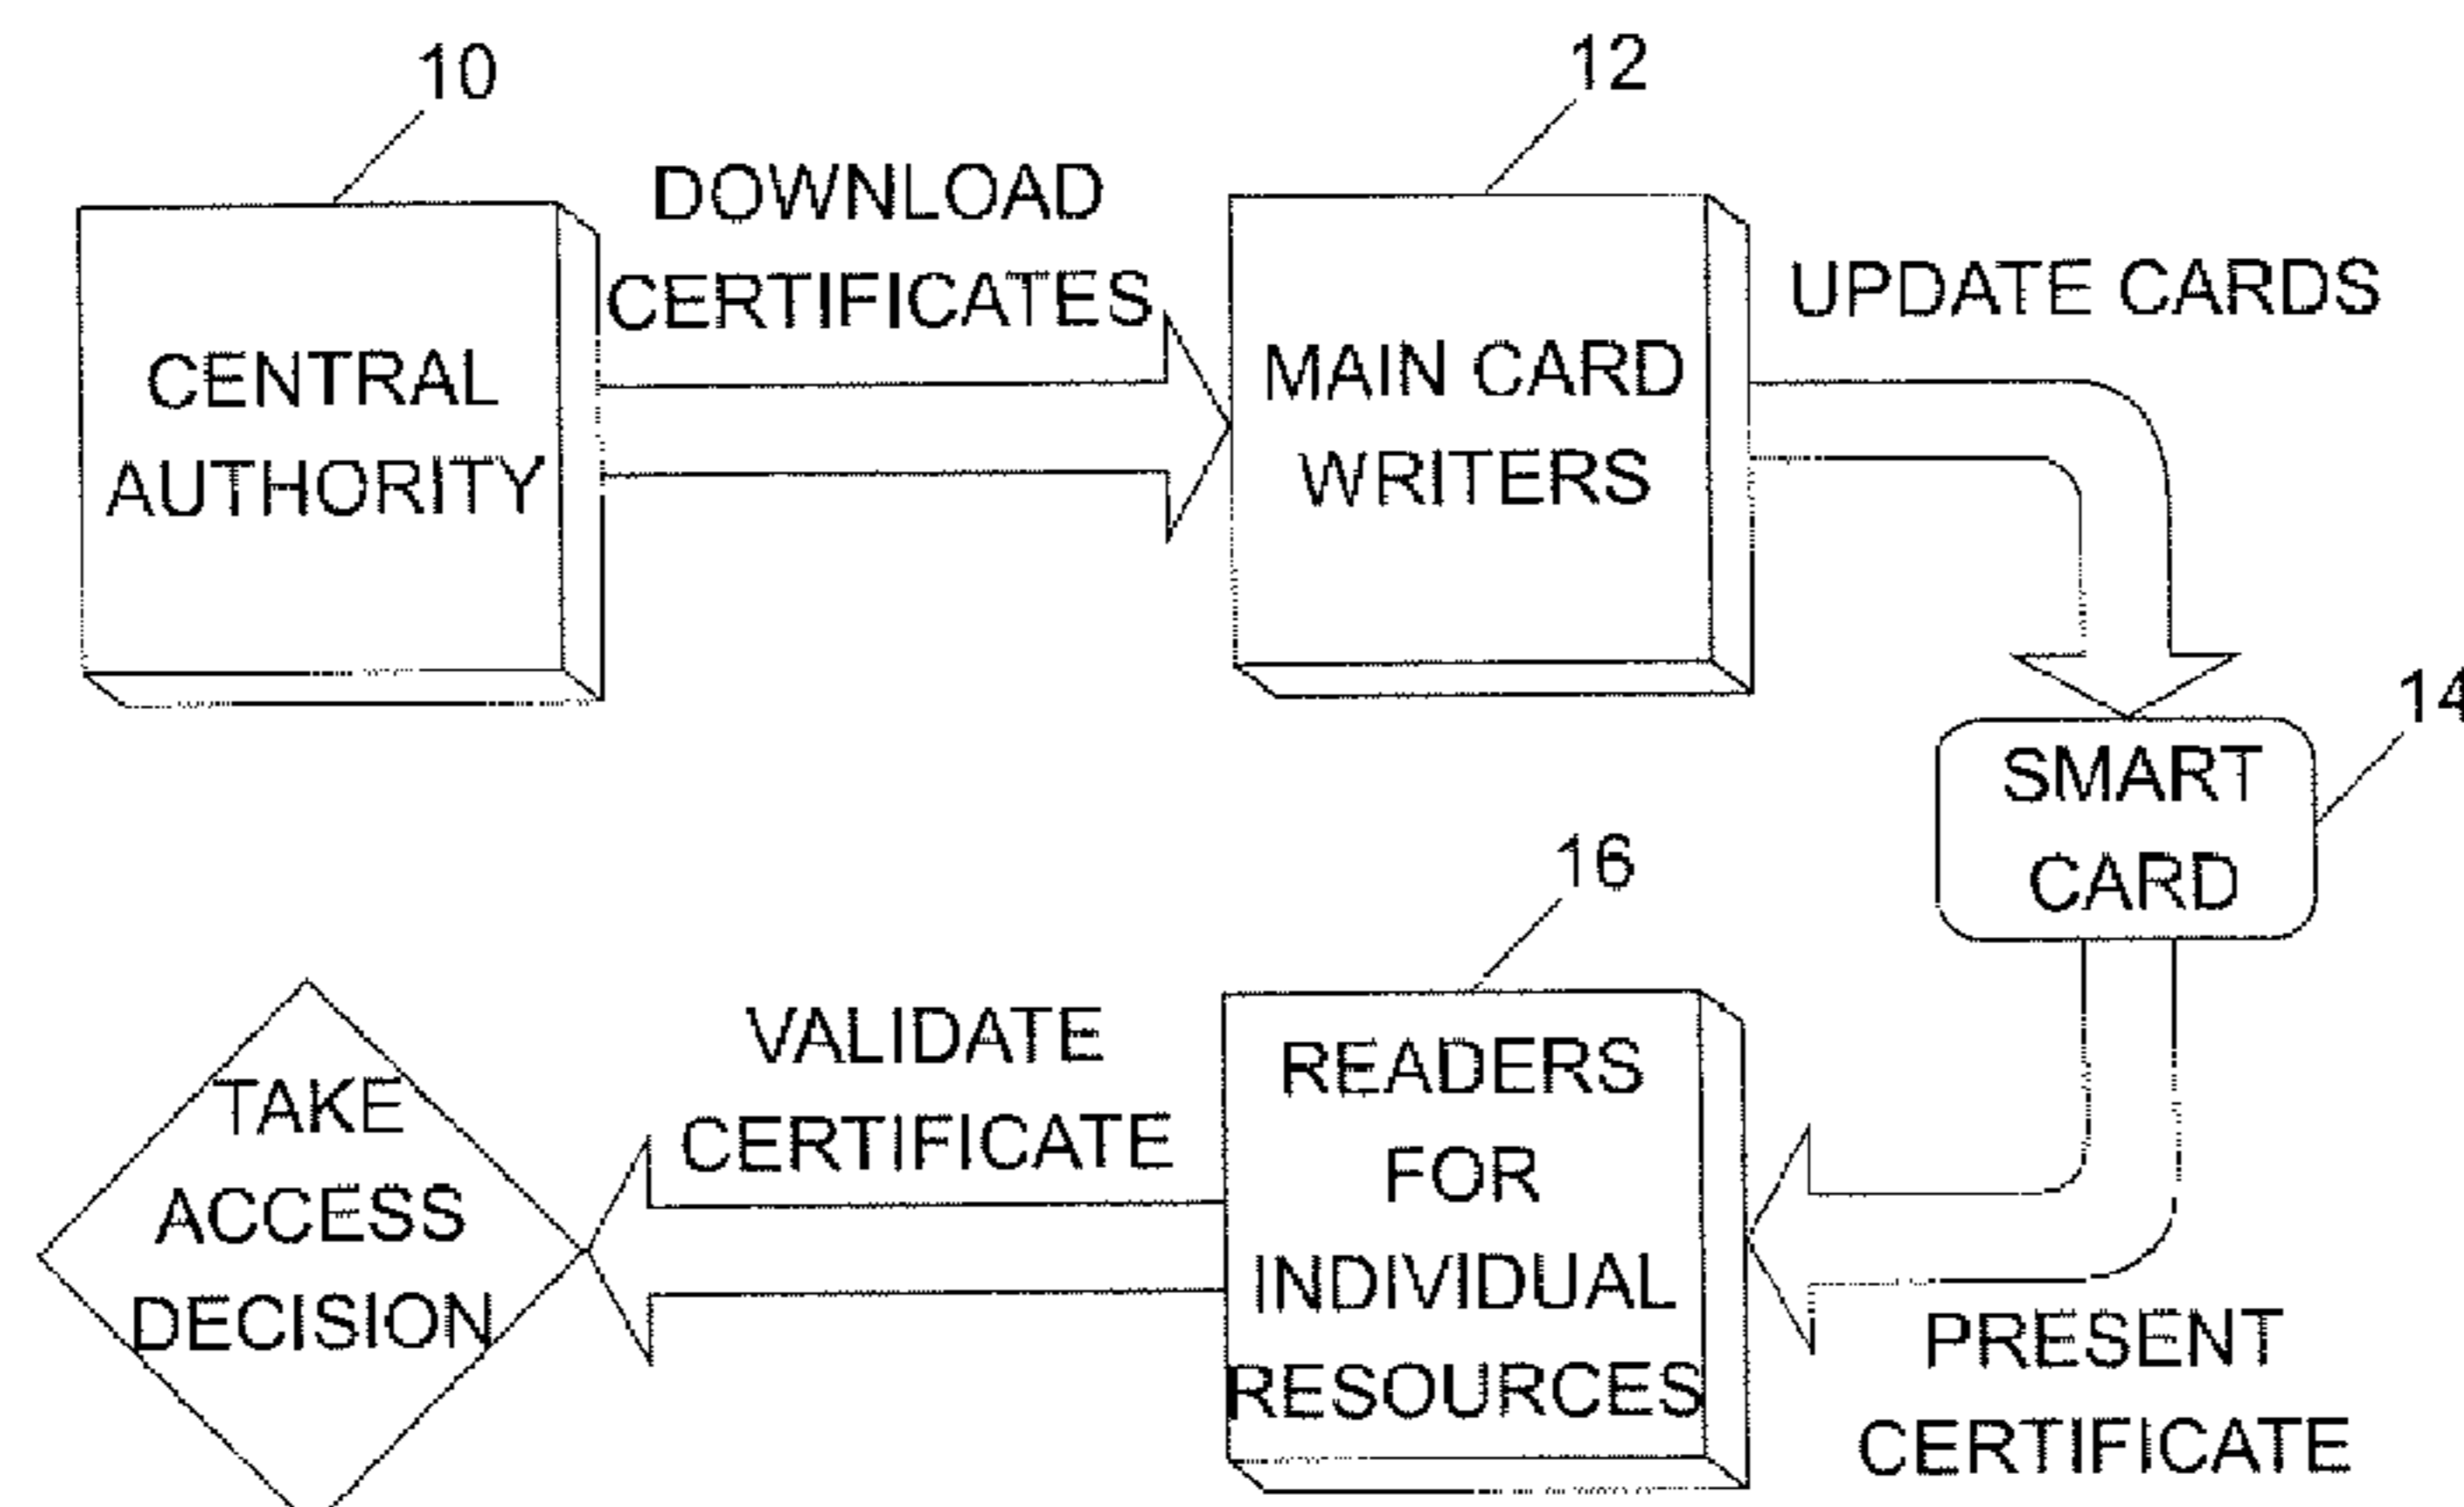 10
12
DOWNLOAD
CERTIFICATES
UPDATE CARDS
CENTRAL
AUTHORITY
MAIN CARD
WRITERS
14
SMART
CARD
16
READERS
FOR
INDIVIDUAL
RESOURCES
PRESENT
CERTIFICATE
VALIDATE
CERTIFICATE
TAKE
ACCESS
DECISION